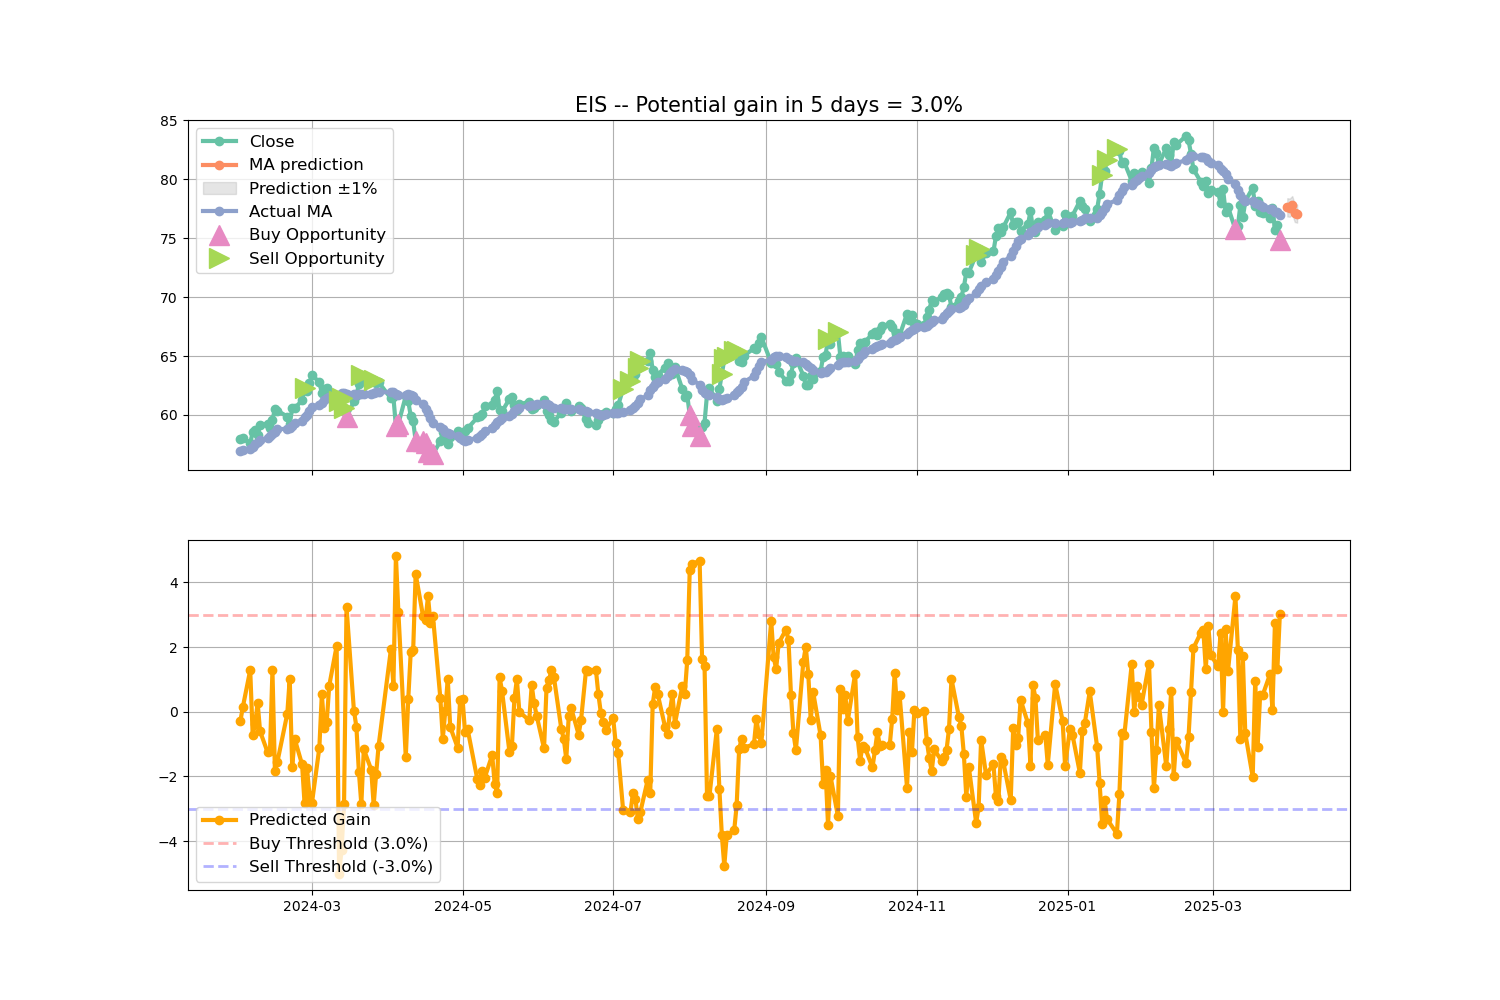 EIS -- Potential gain in 5 days = 3.0%
85
80
75
70
65
60
Close
MA prediction
Prediction ±1%
Actual MA
Buy Opportunity
Sell Opportunity
4
2
0
−2
−4
Predicted Gain
Buy Threshold (3.0%)
Sell Threshold (-3.0%)
2024-03
2024-05
2024-07
2024-09
2024-11
2025-01
2025-03